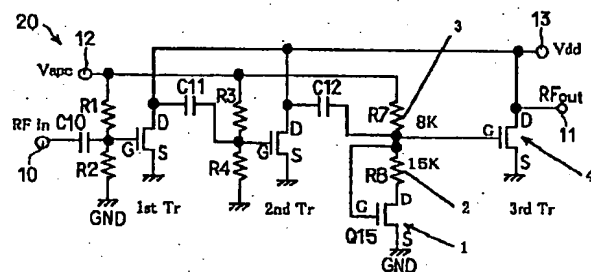 20
12
13
3
Vapc
Vdd
C11
C12
R1
R3
R7
8K
RFout
11
RF in
C10
D
D
D
G
S
G
S
G
S
10
R2
R4
R8
15K
4
2
GND
1st Tr
2nd Tr
3rd Tr
G
D
Q15
S
1
GND